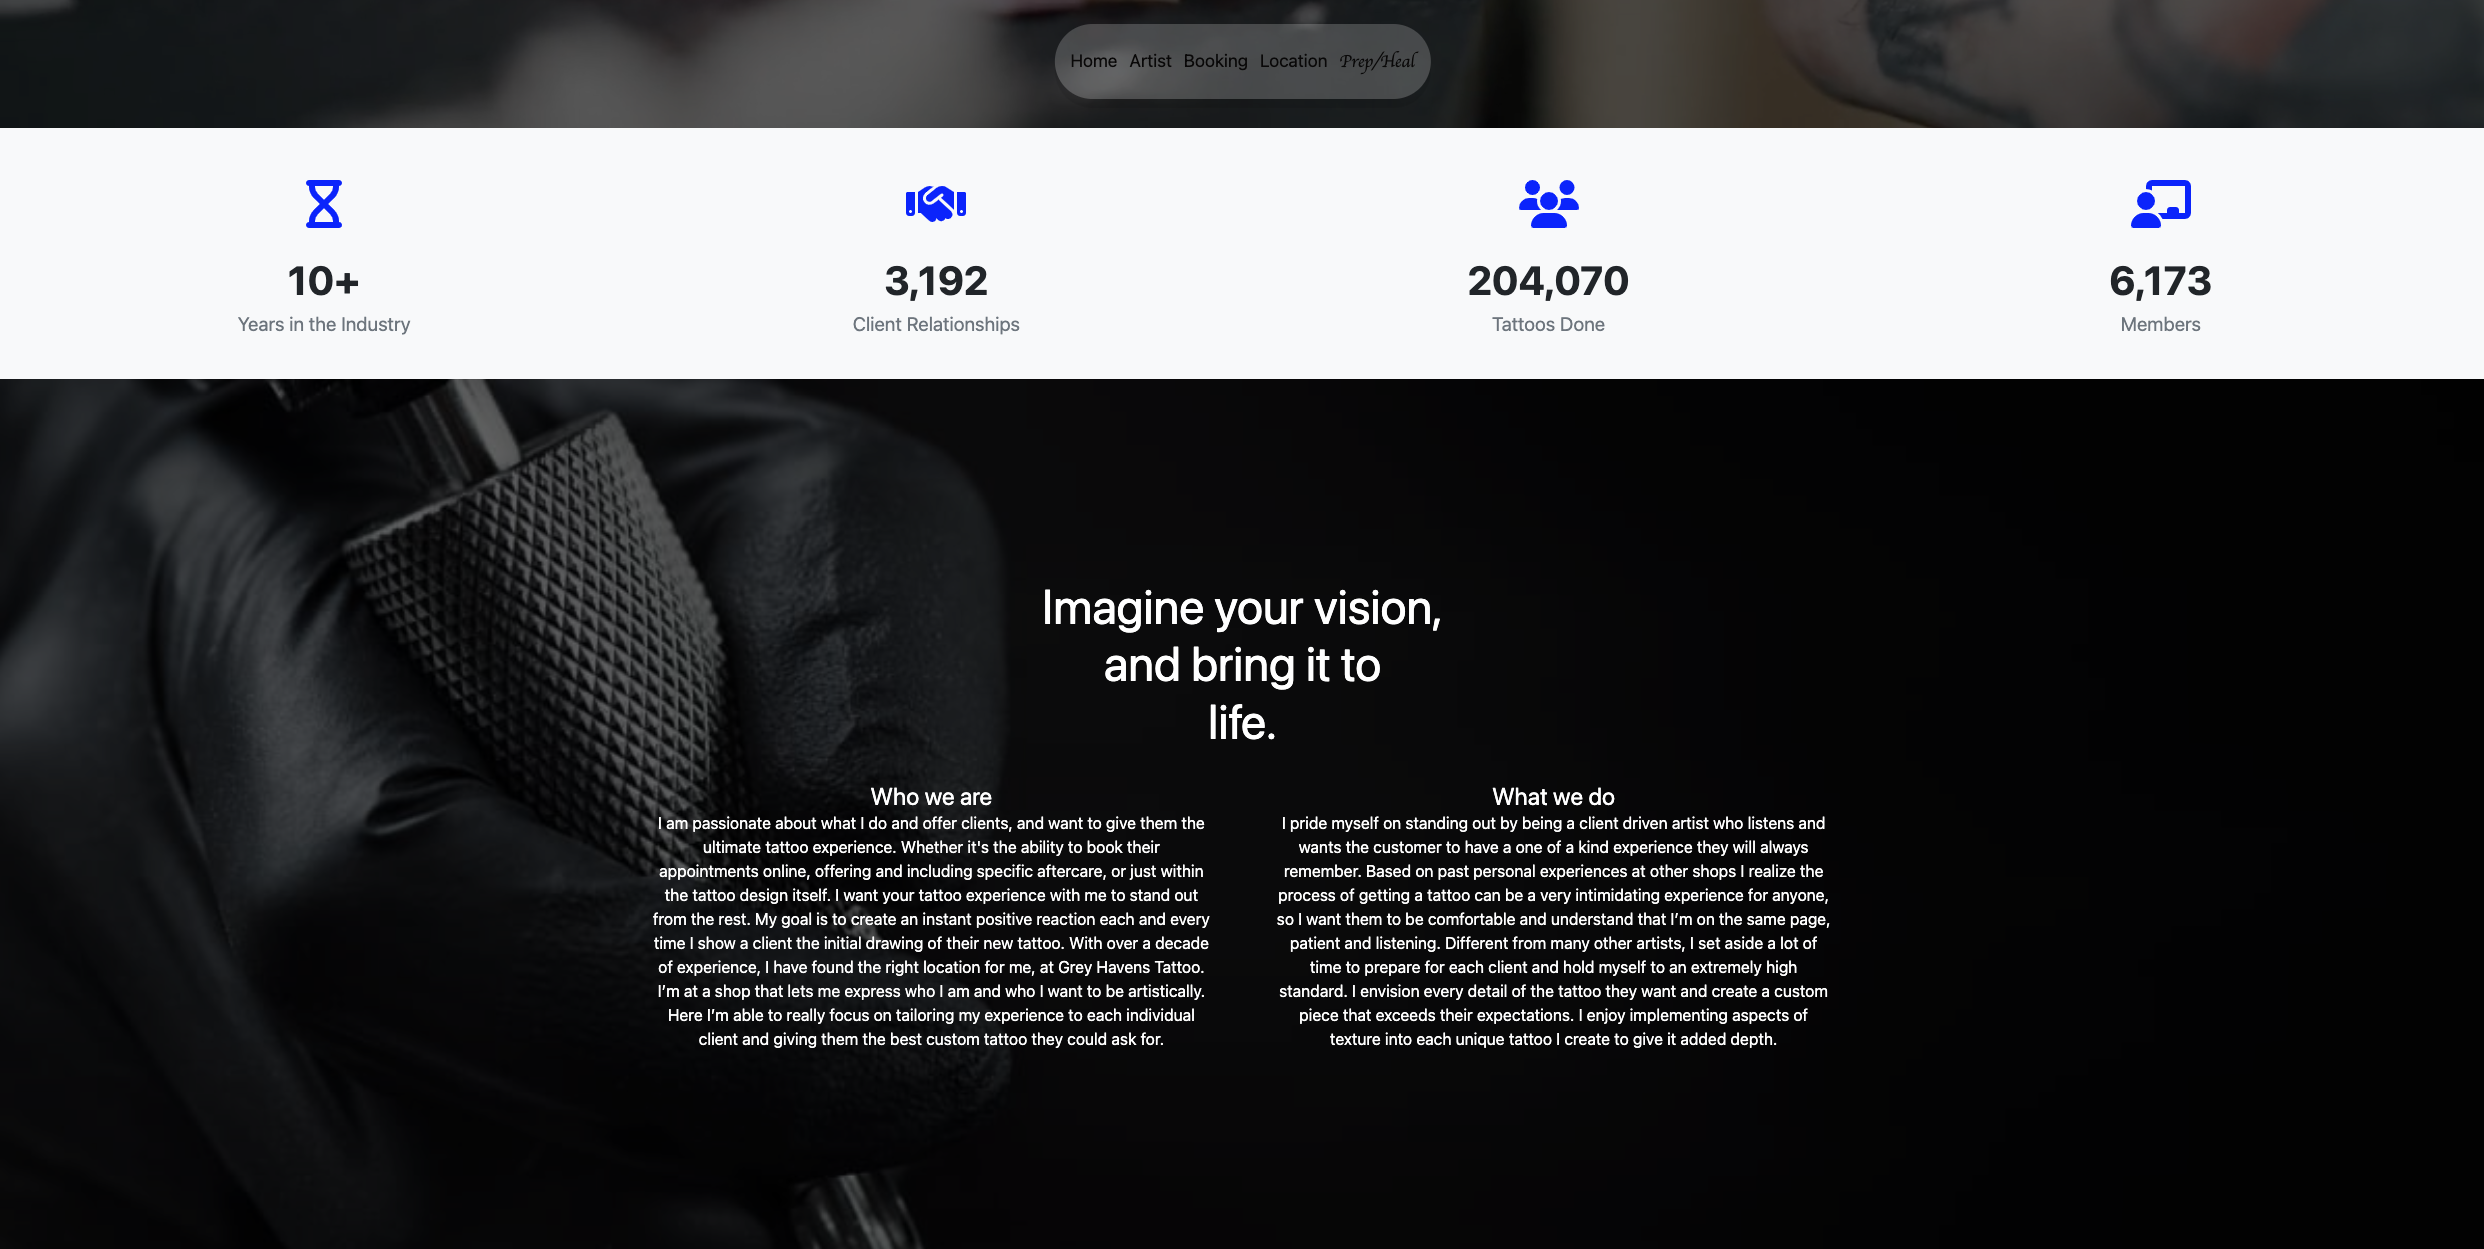 Home Artist Booking Location Prep/Heal
10+ 3,192 204,070 6,173
Years in the Industry Client Relationships Tattoos Done Members
Imagine your vision,
and bring it to
life.
Who we are
I am passionate about what I do and offer clients, and want to give them the
ultimate tattoo experience. Whether it's the ability to book their
appointments online, offering and including specific aftercare, or just within
the tattoo design itself. I want your tattoo experience with me to stand out
from the rest. My goal is to create an instant positive reaction each and every
time I show a client the initial drawing of their new tattoo. With over a decade
of experience, I have found the right location for me, at Grey Havens Tattoo.
I’m at a shop that lets me express who I am and who I want to be artistically.
Here I’m able to really focus on tailoring my experience to each individual
client and giving them the best custom tattoo they could ask for.
What we do
I pride myself on standing out by being a client driven artist who listens and
wants the customer to have a one of a kind experience they will always
remember. Based on past personal experiences at other shops I realize the
process of getting a tattoo can be a very intimidating experience for anyone,
so I want them to be comfortable and understand that I’m on the same page,
patient and listening. Different from many other artists, I set aside a lot of
time to prepare for each client and hold myself to an extremely high
standard. I envision every detail of the tattoo they want and create a custom
piece that exceeds their expectations. I enjoy implementing aspects of
texture into each unique tattoo I create to give it added depth.